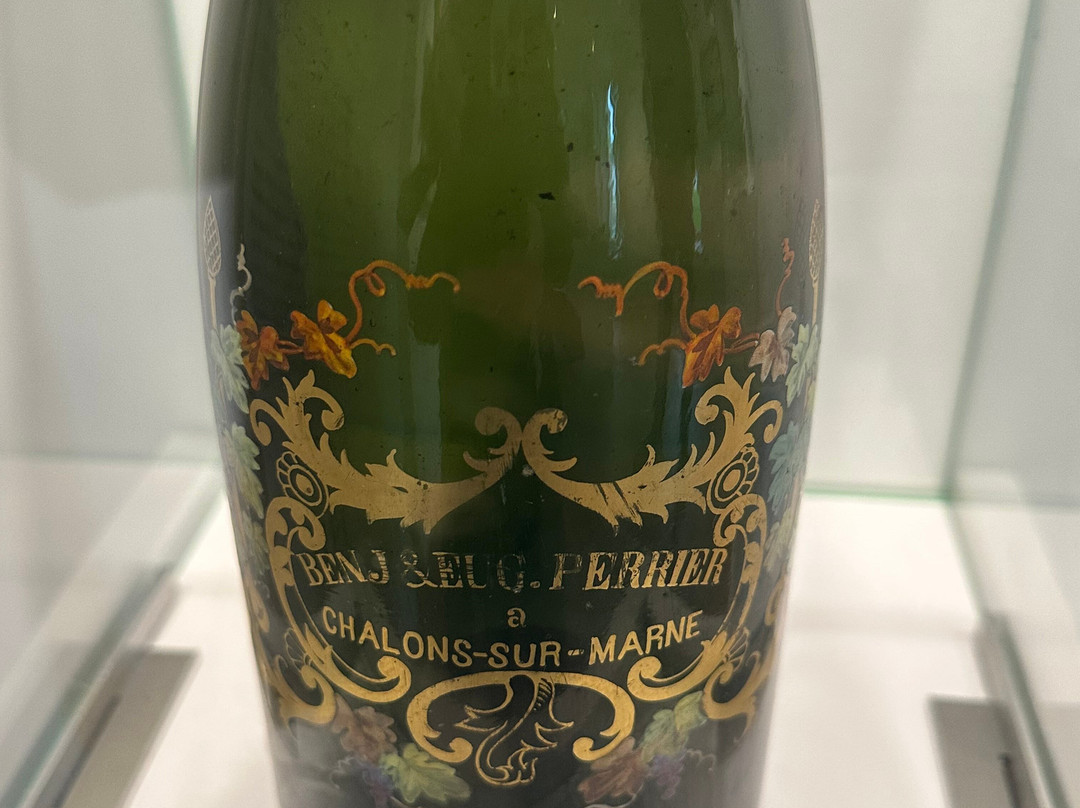 BENJ & EUG. PERRIER
a
CHALONS-SUR-MARNE